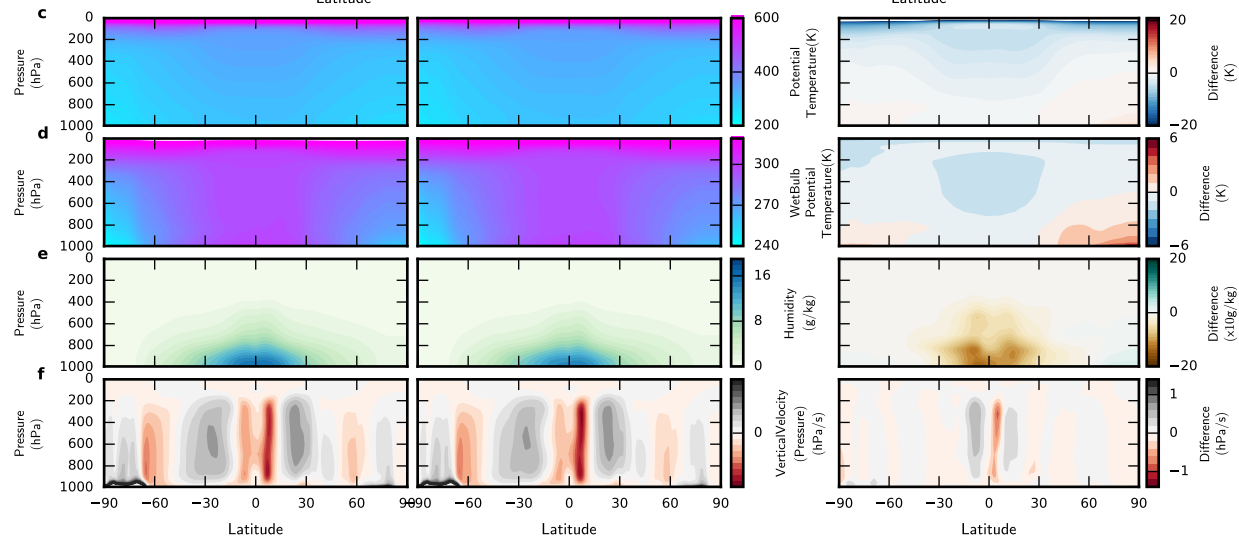 Latitude Latitude
c
0
200
400
600
800
1000
Pressure
(hPa)
600
400
200
Potential
Temperature(K)
20
0
−20
Difference
(K)
d
0
200
400
600
800
1000
Pressure
(hPa)
300
270
240
WetBulb
Potential
Temperature(K)
6
0
−6
Difference
(K)
e
0
200
400
600
800
1000
Pressure
(hPa)
16
8
0
Humidity
(g/kg)
20
0
−20
Difference
(x10g/kg)
f
0
200
400
600
800
1000
Pressure
(hPa)
0
VerticalVelocity
(Pressure)
(hPa/s)
1
0
−1
Difference
(hPa/s)
−90 −60 −30 0 30 60 −90 −60 −30 0 30 60 90 −90 −60 −30 0 30 60 90
Latitude Latitude Latitude